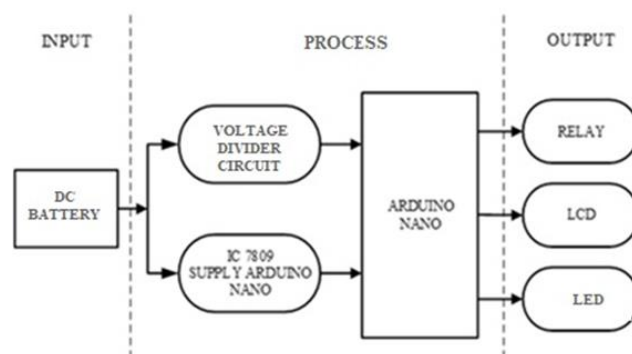 INPUT
PROCESS
OUTPUT
VOLTAGE
DIVIDER
CIRCUIT
DC
BATTERY
IC 7809
SUPPLY ARDUINO
NANO
ARDUINO
NANO
RELAY
LCD
LED